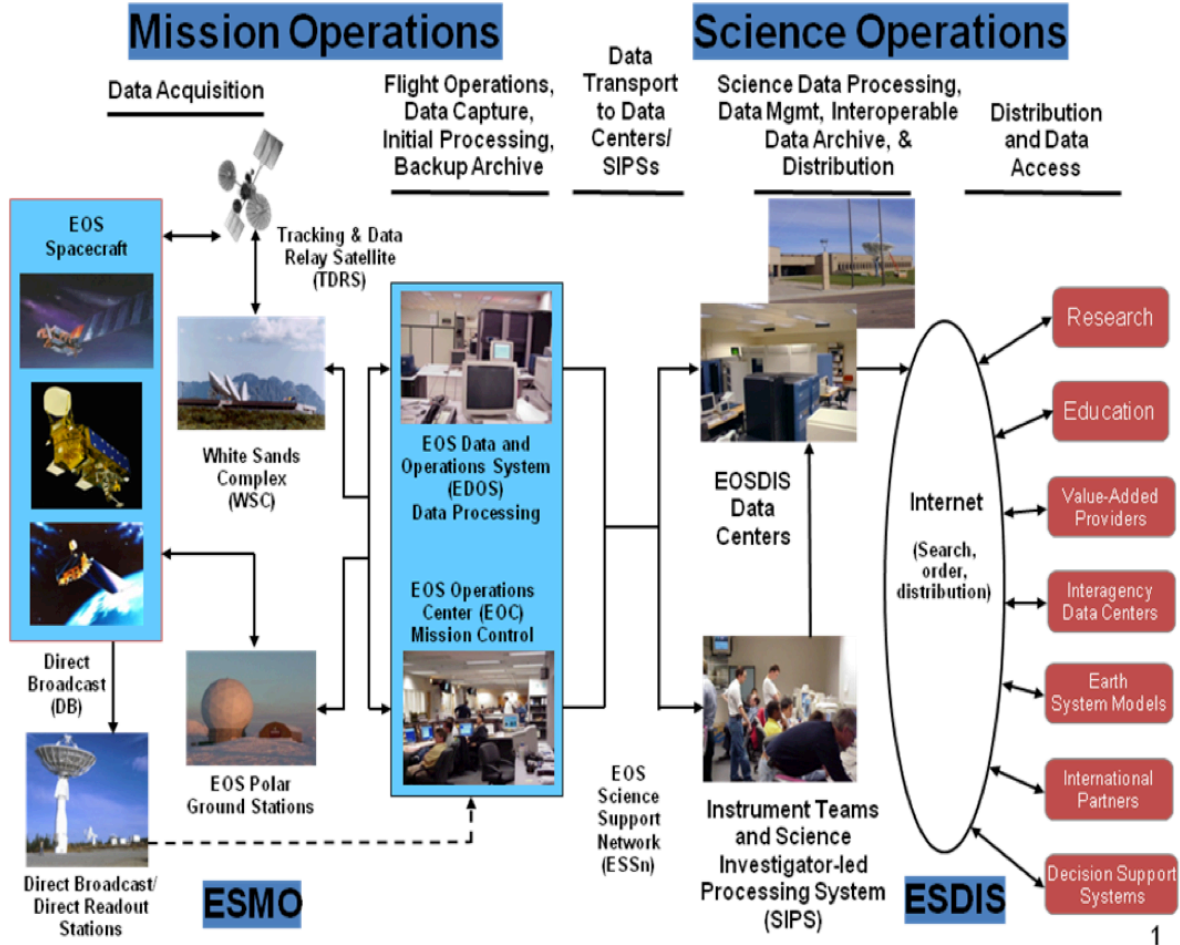 Mission Operations
Science Operations
Data Acquisition
Flight Operations,
Data Capture,
Initial Processing,
Backup Archive
Data
Transport
to Data
Centers/
SIPSs
Science Data Processing,
Data Mgmt, Interoperable
Data Archive, &
Distribution
Distribution
and Data
Access
EOS
Spacecraft
Tracking & Data
Relay Satellite
(TDRS)
White Sands
Complex
(WSC)
EOS Data and
Operations System
(EDOS)
Data Processing
EOS Operations
Center (EOC)
Mission Control
EOSDIS
Data
Centers
Internet
(Search,
order,
distribution)
Research
Education
Value-Added
Providers
Interagency
Data Centers
Earth
System Models
International
Partners
Decision Support
Systems
Direct
Broadcast
(DB)
EOS Polar
Ground Stations
EOS
Science
Support
Network
(ESSn)
Instrument Teams
and Science
Investigator-led
Processing System
(SIPS)
Direct Broadcast/
Direct Readout
Stations
ESMO
ESDIS
1